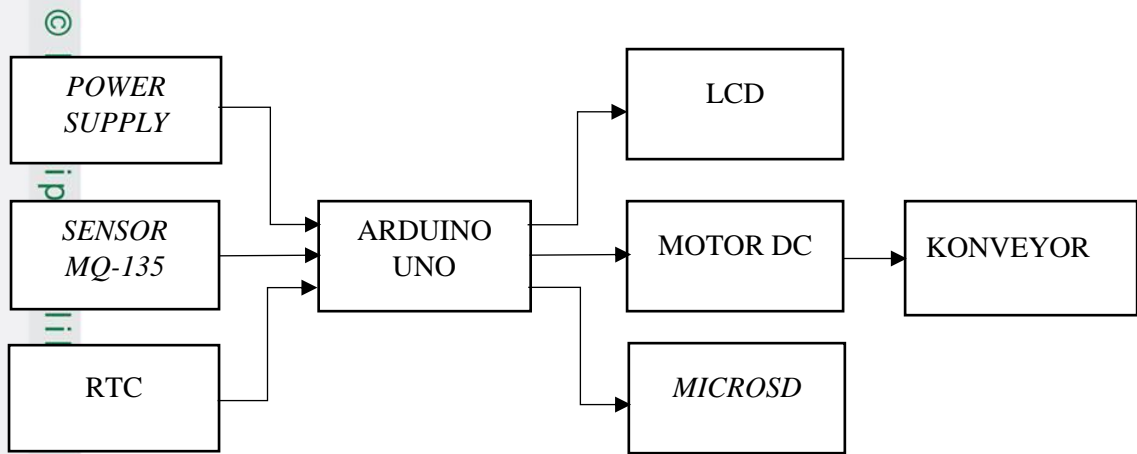 ©
POWER
SUPPLY
SENSOR
MQ-135
RTC
ARDUINO
UNO
LCD
MOTOR DC
MICROSD
KONVEYOR